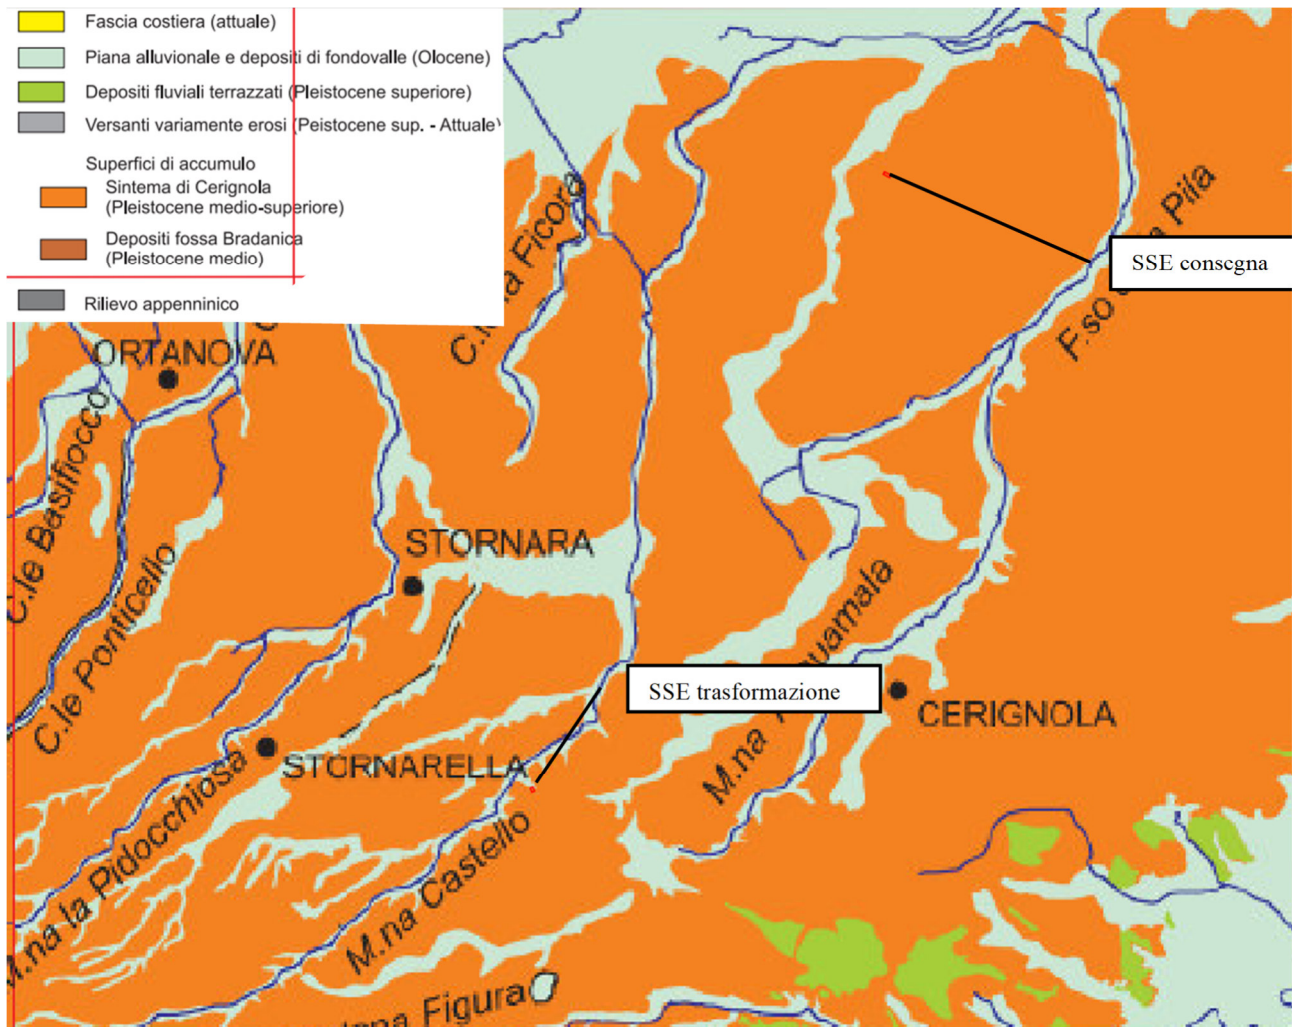 Fascia costiera (attuale)
Piana alluvionale e depositi di fondovalle (Olocene)
Depositi fluviali terrazzati (Pleistocene superiore)
Versanti variamente erosi (Peistocene sup. - Attuale)
Superfici di accumulo
Sintema di Cerignola
(Pleistocene medio-superiore)
Depositi fossa Bradanica
(Pleistocene medio)
Rilievo appenninico
C.le la Ficora
Pila
F.so
SSE consegna
ORTANOVA
C.le Basifiocco
C.le Ponticello
STORNARA
SSE trasformazione
M.na
CERIGNOLA
STORNARELLA
M.na la Pidocchiosa
M.na Castello
Figura